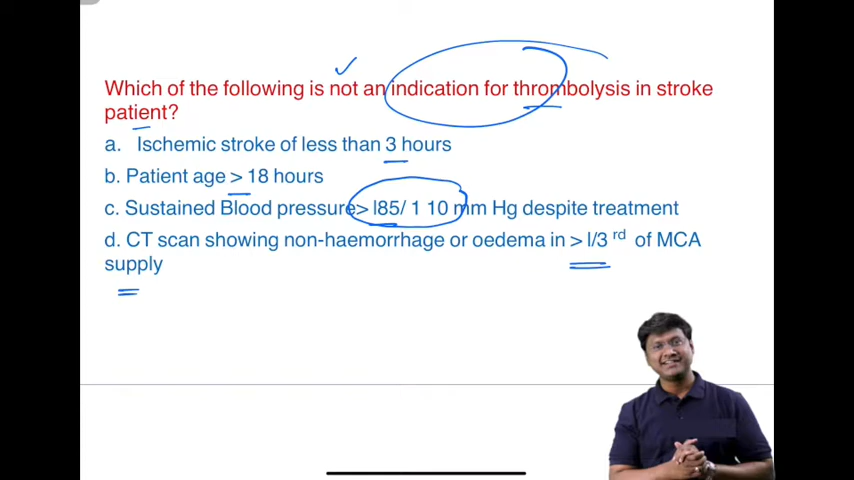 Which of the following is not an indication for thrombolysis in stroke
patient?
a. Ischemic stroke of less than 3 hours
b. Patient age > 18 hours
c. Sustained Blood pressure> l85/ 1 10 mm Hg despite treatment
d. CT scan showing non-haemorrhage or oedema in > l/3 rd of MCA
supply